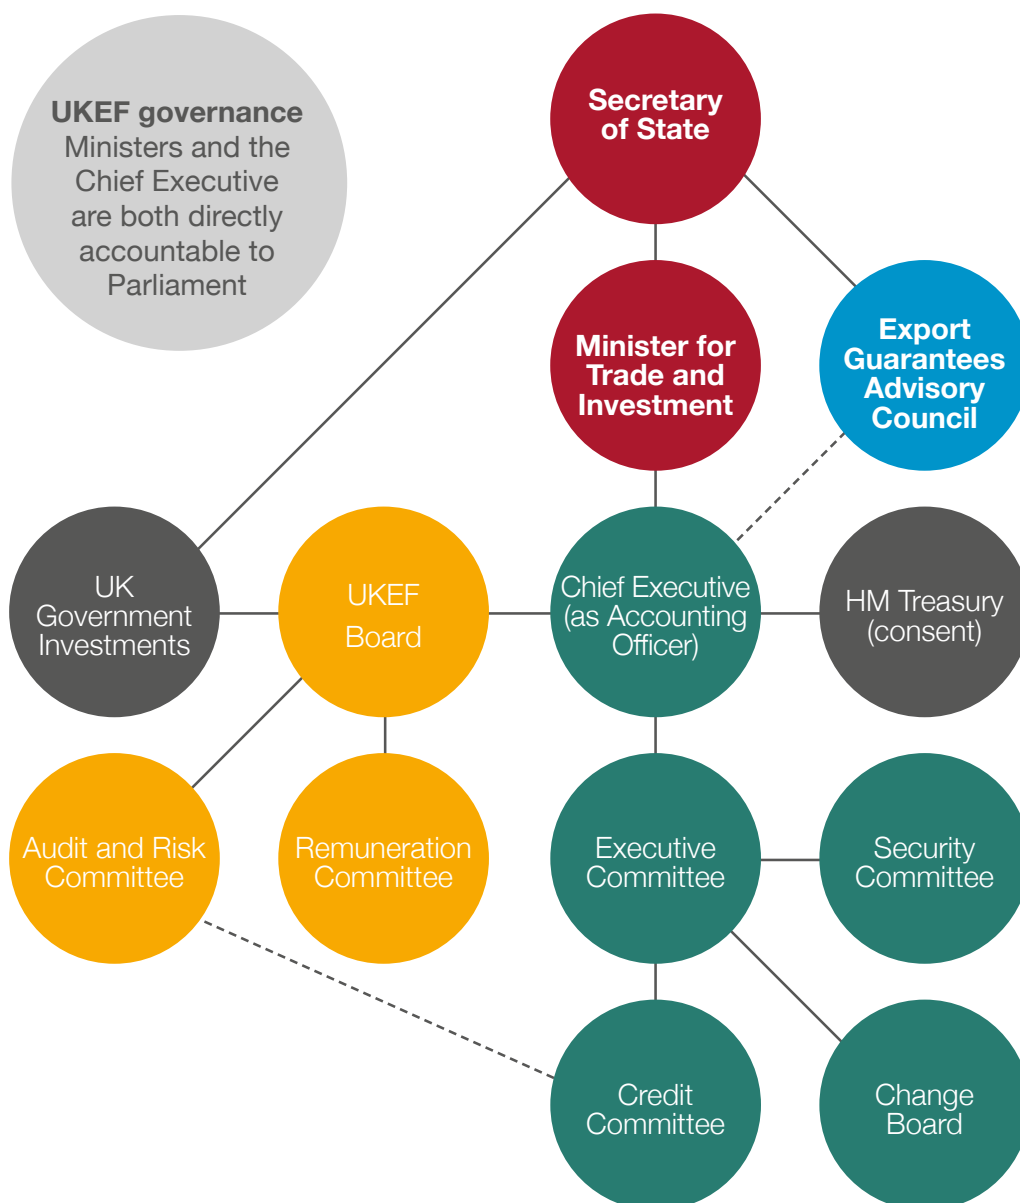 UKEF governance
Ministers and the
Chief Executive
are both directly
accountable to
Parliament
Secretary
of State
Minister for
Trade and
Investment
Export
Guarantees
Advisory
Council
UK
Government
Investments
UKEF
Board
Chief Executive
(as Accounting
Officer)
HM Treasury
(consent)
Audit and Risk
Committee
Remuneration
Committee
Executive
Committee
Security
Committee
Credit
Committee
Change
Board